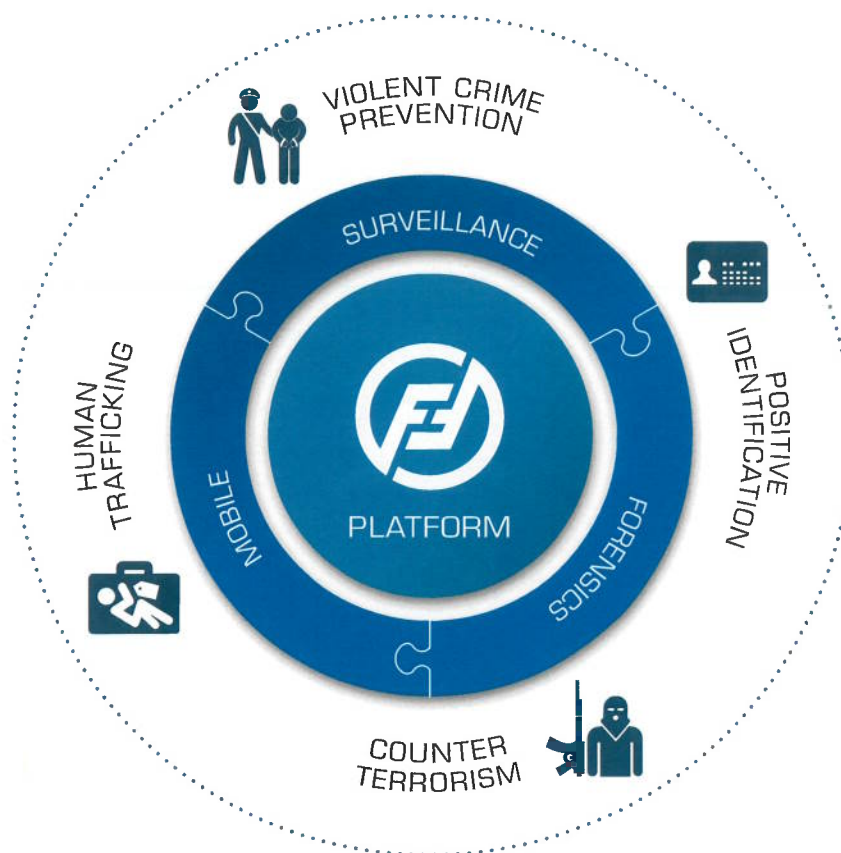 VIOLENT CRIME
PREVENTION
SURVEILLANCE
POSITIVE
IDENTIFICATION
HUMAN
TRAFFICKING
MOBILE
PLATFORM
FORENSICS
COUNTER
TERRORISM